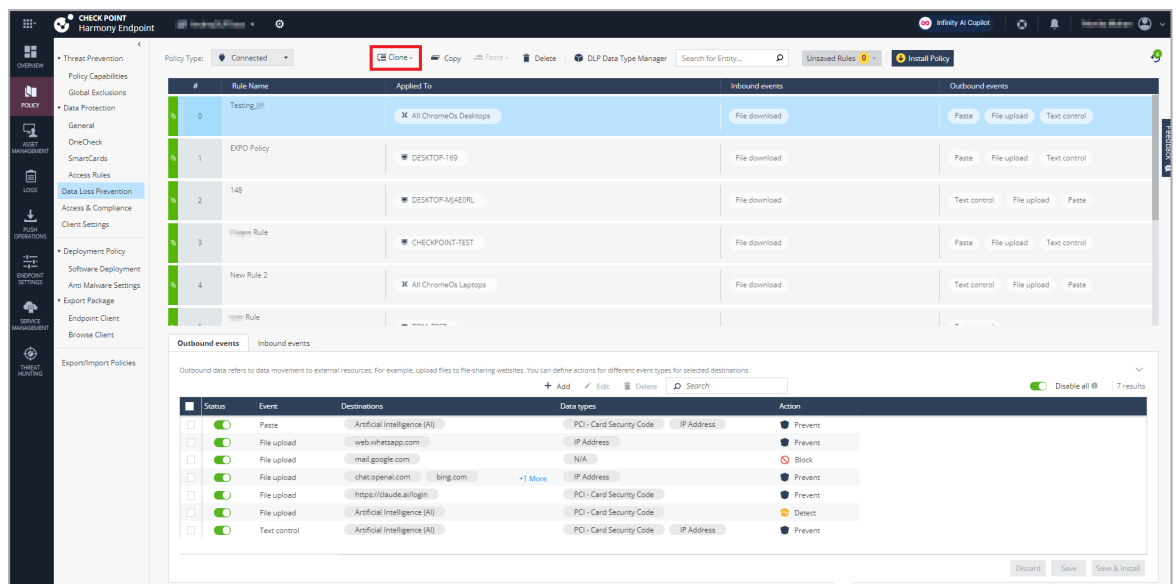 CHECK POINT
Harmony Endpoint
Infinity AI Copilot
OVERVIEW
POLICY
ASSET
MANAGEMENT
LOGS
PUSH
OPERATIONS
ENDPOINT
SETTINGS
SERVICE
MANAGEMENT
THREAT
HUNTING
Threat Prevention
Policy Capabilities
Global Exclusions
Data Protection
General
OneCheck
SmartCards
Access Rules
Data Loss Prevention
Access & Compliance
Client Settings
Deployment Policy
Software Deployment
Anti Malware Settings
Export Package
Endpoint Client
Browse Client
Export/Import Policies
Policy Type: Connected Clone Copy Paste Delete DLP Data Type Manager Search for Entity... Unsaved Rules 0 Install Policy
4
# Rule Name Applied To Inbound events Outbound events
0 Testing_ All ChromeOs Desktops File download Paste File upload Text control
1 EXPO Policy DESKTOP-169 File download Paste File upload Text control
2 148 DESKTOP-MJAE0RL File download Text control File upload Paste
3 Rule CHECKPOINT-TEST File download Paste File upload Text control
4 New Rule 2 All ChromeOs Laptops File download Text control File upload Paste
Rule
Feedback
Outbound events Inbound events
Outbound data refers to data movement to external resources. For example, upload files to file-sharing websites. You can define actions for different event types for selected destinations.
+ Add Edit Delete Search Disable all 7 results
Status Event Destinations Data types Action
Paste Artificial Intelligence (AI) PCI - Card Security Code IP Address Prevent
File upload web.whatsapp.com IP Address Prevent
File upload mail.google.com N/A Block
File upload chat.openai.com bing.com +1 More IP Address Prevent
File upload https://claude.ai/login PCI - Card Security Code Prevent
File upload Artificial Intelligence (AI) PCI - Card Security Code Detect
Text control Artificial Intelligence (AI) PCI - Card Security Code IP Address Prevent
Discard Save Save & Install